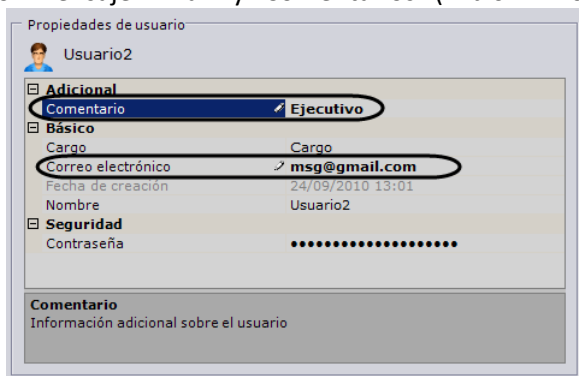 Propiedades de usuario
Usuario2
Adicional
Comentario Ejecutivo
Básico
Cargo Cargo
Correo electrónico msg@gmail.com
Fecha de creación 24/09/2010 13:01
Nombre Usuario2
Seguridad
Contraseña ••••••••••••••••••••
Comentario
Información adicional sobre el usuario